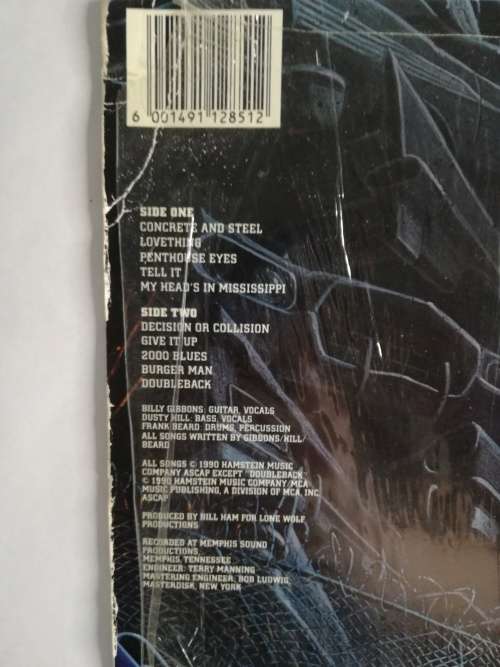 6 001491 128512
SIDE ONE
CONCRETE AND STEEL
LOVETHING
PENTHOUSE EYES
TELL IT
MY HEAD'S IN MISSISSIPPI
SIDE TWO
DECISION OR COLLISION
GIVE IT UP
2000 BLUES
BURGER MAN
DOUBLEBACK
BILLY GIBBONS: GUITAR, VOCALS
DUSTY HILL: BASS, VOCALS
FRANK BEARD: DRUMS, PERCUSSION
ALL SONGS WRITTEN BY GIBBONS/HILL/
BEARD
ALL SONGS © 1990 HAMSTEIN MUSIC
COMPANY ASCAP EXCEPT "DOUBLEBACK"
© 1990 HAMSTEIN MUSIC COMPANY/MCA
MUSIC PUBLISHING, A DIVISION OF MCA, INC.
ASCAP
PRODUCED BY BILL HAM FOR LONE WOLF
PRODUCTIONS
RECORDED AT MEMPHIS SOUND
PRODUCTIONS
MEMPHIS, TENNESSEE
ENGINEER: TERRY MANNING
MASTERING ENGINEER: BOB LUDWIG,
MASTERDISK, NEW YORK